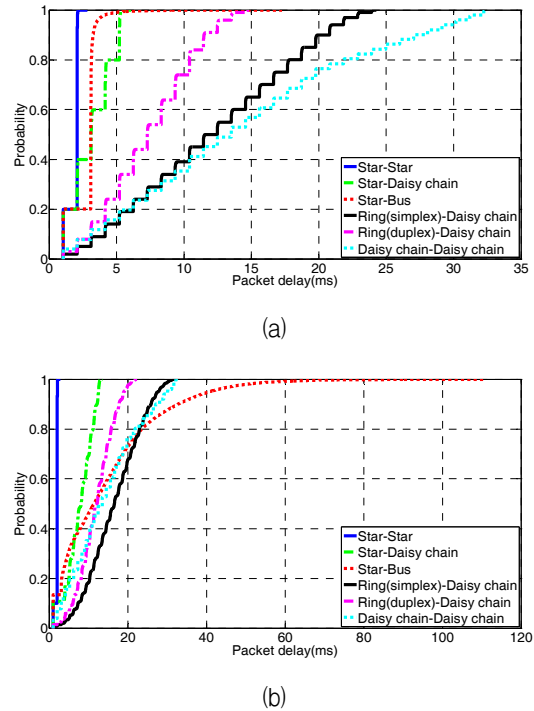 1
0.8
0.6
0.4
0.2
0
Probability
0 5 10 15 20 25 30 35
Packet delay(ms)
Star-Star
Star-Daisy chain
Star-Bus
Ring(simplex)-Daisy chain
Ring(duplex)-Daisy chain
Daisy chain-Daisy chain
(a)
1
0.8
0.6
0.4
0.2
0
Probability
0 20 40 60 80 100 120
Packet delay(ms)
Star-Star
Star-Daisy chain
Star-Bus
Ring(simplex)-Daisy chain
Ring(duplex)-Daisy chain
Daisy chain-Daisy chain
(b)